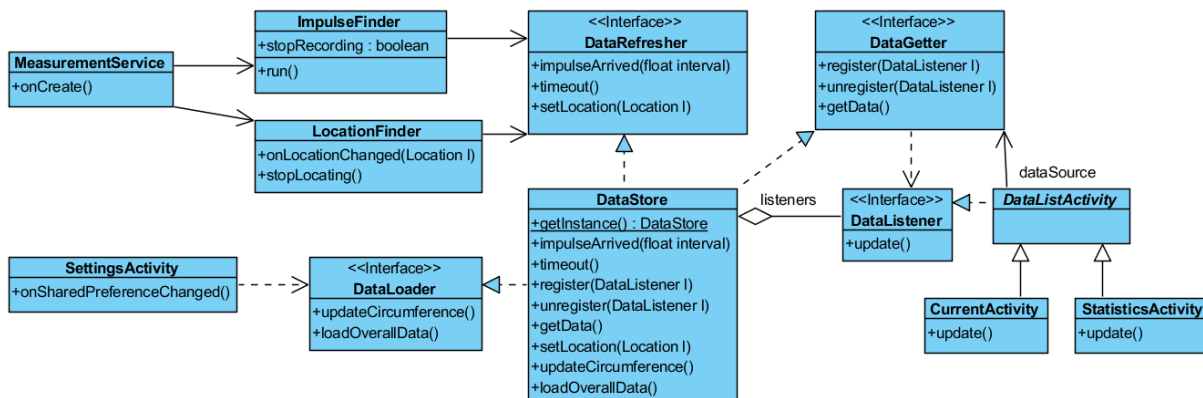 MeasurementService
+onCreate()
ImpulseFinder
+stopRecording : boolean
+run()
LocationFinder
+onLocationChanged(Location l)
+stopLocating()
<<Interface>>
DataRefresher
+impulseArrived(float interval)
+timeout()
+setLocation(Location l)
<<Interface>>
DataGetter
+register(DataListener l)
+unregister(DataListener l)
+getData()
dataSource
listeners
DataStore
+getInstance() : DataStore
+impulseArrived(float interval)
+timeout()
+register(DataListener l)
+unregister(DataListener l)
+getData()
+setLocation(Location l)
+updateCircumference()
+loadOverallData()
<<Interface>>
DataListener
+update()
DataListActivity
SettingsActivity
+onSharedPreferenceChanged()
<<Interface>>
DataLoader
+updateCircumference()
+loadOverallData()
CurrentActivity
+update()
StatisticsActivity
+update()